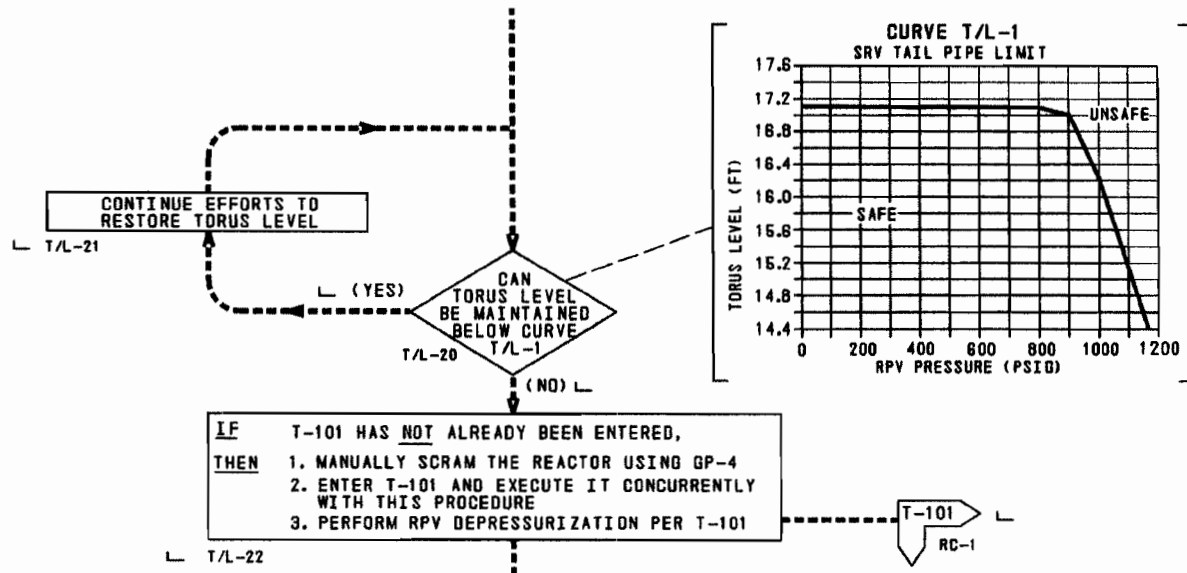 CURVE T/L-1
SRV TAIL PIPE LIMIT
17.6
17.2
16.8
16.4
16.0
15.6
15.2
14.8
14.4
TORUS LEVEL (FT)
UNSAFE
SAFE
0 200 400 600 800 1000 1200
RPV PRESSURE (PSIG)
CONTINUE EFFORTS TO
RESTORE TORUS LEVEL
T/L-21
(YES)
CAN
TORUS LEVEL
BE MAINTAINED
BELOW CURVE
T/L-1
T/L-20
(NO)
IF T-101 HAS NOT ALREADY BEEN ENTERED,
THEN 1. MANUALLY SCRAM THE REACTOR USING GP-4
2. ENTER T-101 AND EXECUTE IT CONCURRENTLY
WITH THIS PROCEDURE
3. PERFORM RPV DEPRESSURIZATION PER T-101
T/L-22
T-101
RC-1